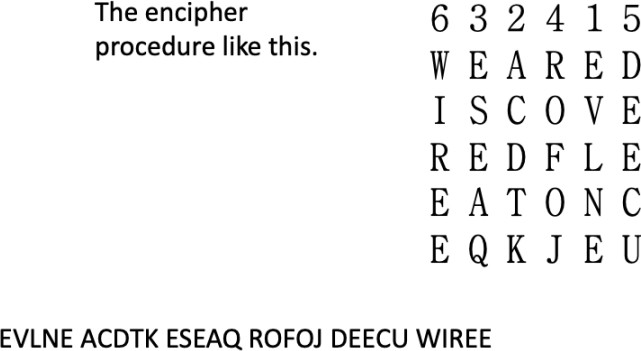 The encipher
procedure like this.
6 3 2 4 1 5
W E A R E D
I S C O V E
R E D F L E
E A T O N C
E Q K J E U
EVLNE ACDTK ESEAQ ROFOJ DEECU WIREE